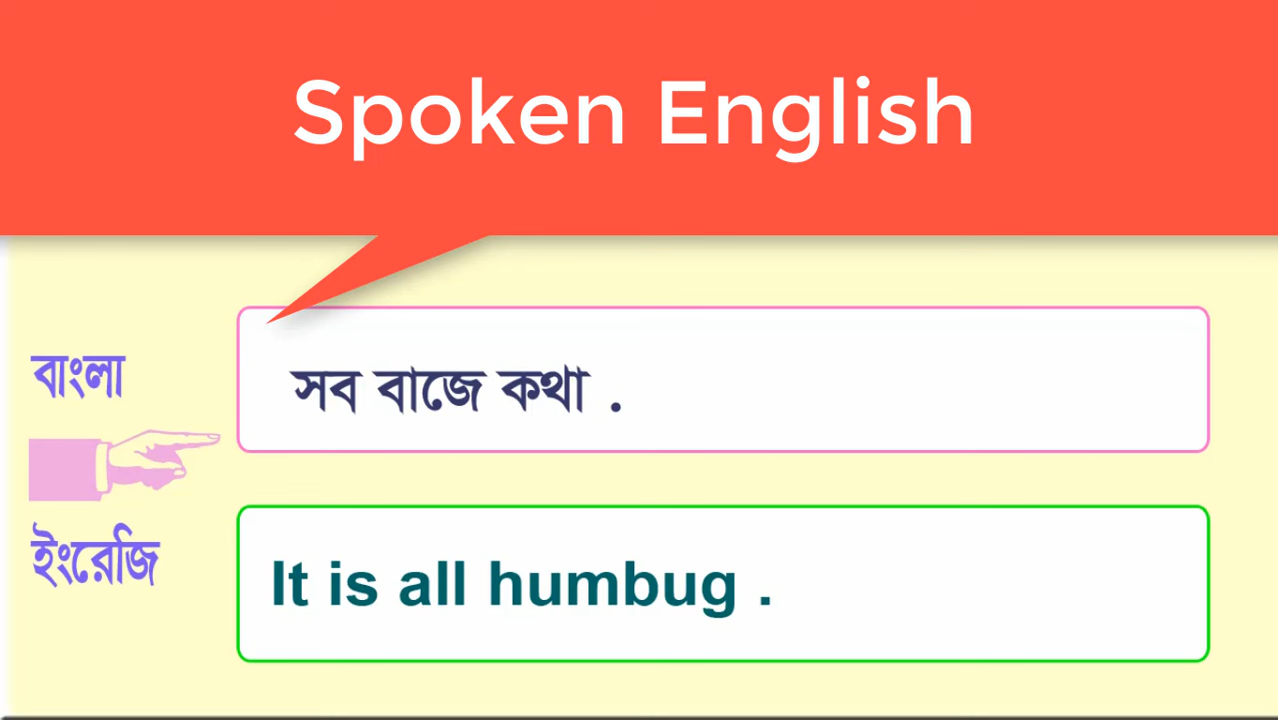 Spoken English
বাংলা
সব বাজে কথা .
ইংরেজি
It is all humbug .